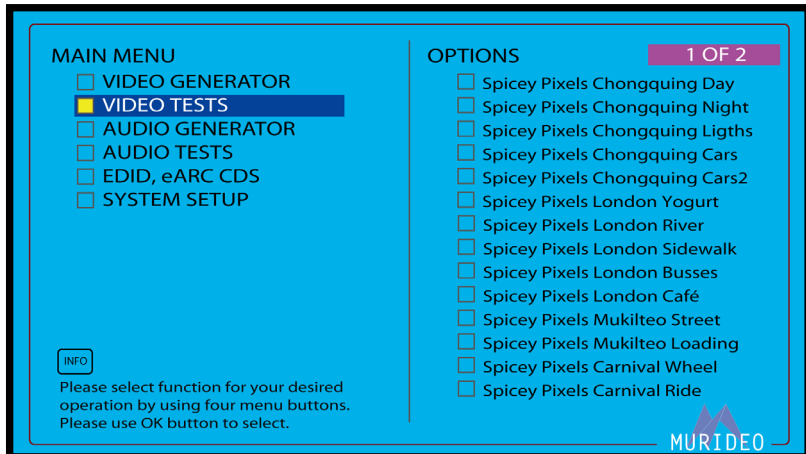 MAIN MENU
VIDEO GENERATOR
VIDEO TESTS
AUDIO GENERATOR
AUDIO TESTS
EDID, eARC CDS
SYSTEM SETUP
INFO
Please select function for your desired
operation by using four menu buttons.
Please use OK button to select.
OPTIONS
1 OF 2
Spicey Pixels Chongquing Day
Spicey Pixels Chongquing Night
Spicey Pixels Chongquing Ligths
Spicey Pixels Chongquing Cars
Spicey Pixels Chongquing Cars2
Spicey Pixels London Yogurt
Spicey Pixels London River
Spicey Pixels London Sidewalk
Spicey Pixels London Busses
Spicey Pixels London Café
Spicey Pixels Mukilteo Street
Spicey Pixels Mukilteo Loading
Spicey Pixels Carnival Wheel
Spicey Pixels Carnival Ride
MURIDEO